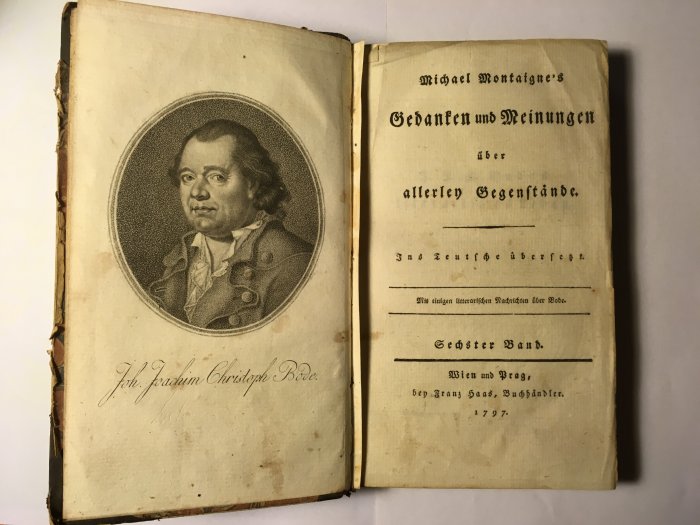 Joh. Joachim Christoph Bode.
Michael Montaigne's
Gedanken und Meinungen
über
allerley Gegenstände.
Ins Teutsche übersetzt.
Mit einigen litterarischen Nachrichten über Bode.
Sechster Band.
Wien und Prag,
bey Franz Haas, Buchhändler.
1797.